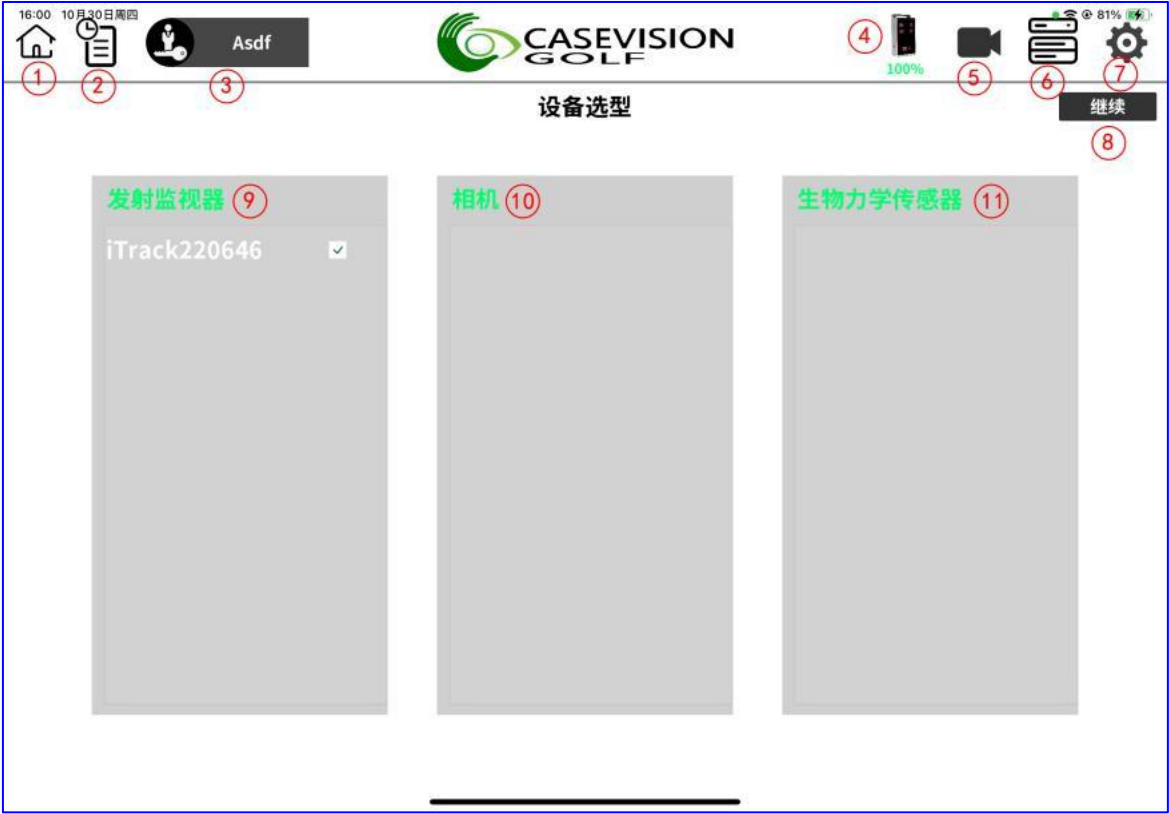 16:00 10月30日周四
81%
Asdf
CASEVISION
GOLF
100%
① ② ③ ④ ⑤ ⑥ ⑦
设备选型
继续
⑧
发射监视器 ⑨
相机 ⑩
生物力学传感器 ⑪
iTrack220646